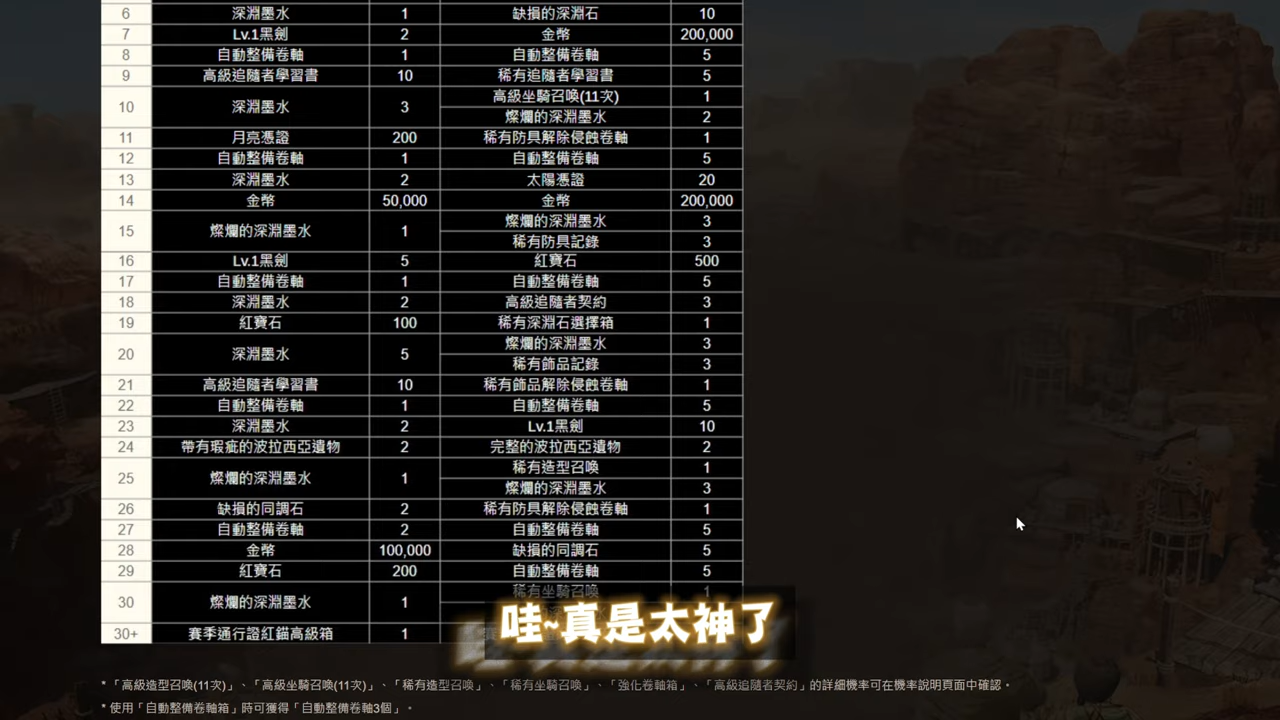 6 深淵墨水 1 缺損的深淵石 10
7 Lv.1黑劍 2 金幣 200,000
8 自動整備卷軸 1 自動整備卷軸 5
9 高級追隨者學習書 10 稀有追隨者學習書 5
10 深淵墨水 3 高級坐騎召喚(11次) 1
燦爛的深淵墨水 2
11 月亮憑證 200 稀有防具解除侵蝕卷軸 1
12 自動整備卷軸 1 自動整備卷軸 5
13 深淵墨水 2 太陽憑證 20
14 金幣 50,000 金幣 200,000
15 燦爛的深淵墨水 1 燦爛的深淵墨水 3
稀有防具記錄 3
16 Lv.1黑劍 5 紅寶石 500
17 自動整備卷軸 1 自動整備卷軸 5
18 深淵墨水 2 高級追隨者契約 3
19 紅寶石 100 稀有深淵石選擇箱 1
20 深淵墨水 5 燦爛的深淵墨水 3
稀有飾品記錄 3
21 高級追隨者學習書 10 稀有飾品解除侵蝕卷軸 1
22 自動整備卷軸 1 自動整備卷軸 5
23 深淵墨水 2 Lv.1黑劍 10
24 帶有瑕疵的波拉西亞遺物 2 完整的波拉西亞遺物 2
25 燦爛的深淵墨水 1 稀有造型召喚 1
燦爛的深淵墨水 3
26 缺損的同調石 2 稀有防具解除侵蝕卷軸 1
27 自動整備卷軸 2 自動整備卷軸 5
28 金幣 100,000 缺損的同調石 5
29 紅寶石 200 自動整備卷軸 5
30 燦爛的深淵墨水 1 稀有坐騎召喚 1
30+ 賽季通行證紅錨高級箱 1
哇~真是太神了
*「高級造型召喚(11次)」、「高級坐騎召喚(11次)」、「稀有造型召喚」、「稀有坐騎召喚」、「強化卷軸箱」、「高級追隨者契約」的詳細機率可在機率說明頁面中確認。
* 使用「自動整備卷軸箱」時可獲得「自動整備卷軸3個」。